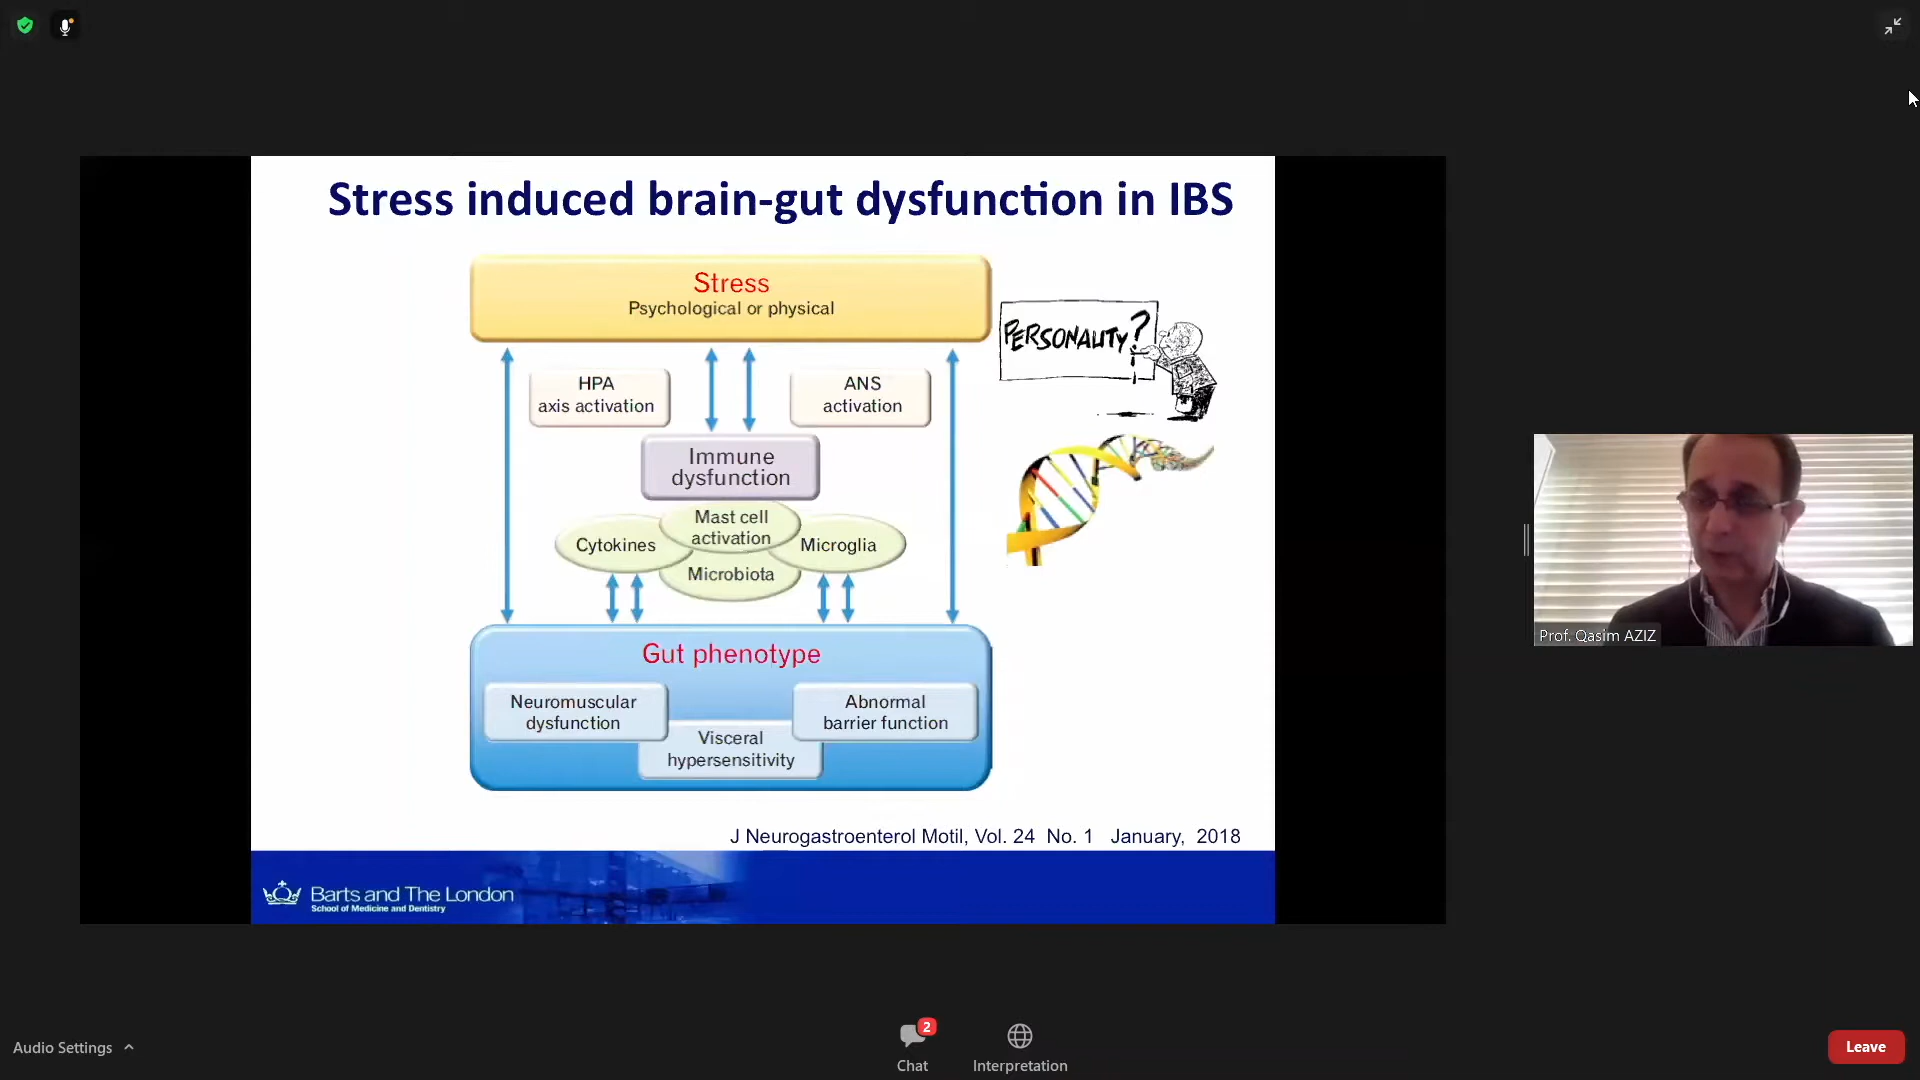 Stress induced brain-gut dysfunction in IBS
Stress
Psychological or physical
HPA
axis activation
ANS
activation
PERSONALITY?
Immune
dysfunction
Mast cell
activation
Cytokines
Microglia
Microbiota
Gut phenotype
Neuromuscular
dysfunction
Abnormal
barrier function
Visceral
hypersensitivity
J Neurogastroenterol Motil, Vol. 24 No. 1 January, 2018
Barts and The London
School of Medicine and Dentistry
Prof. Qasim AZIZ
Audio Settings
2
Chat
Interpretation
Leave